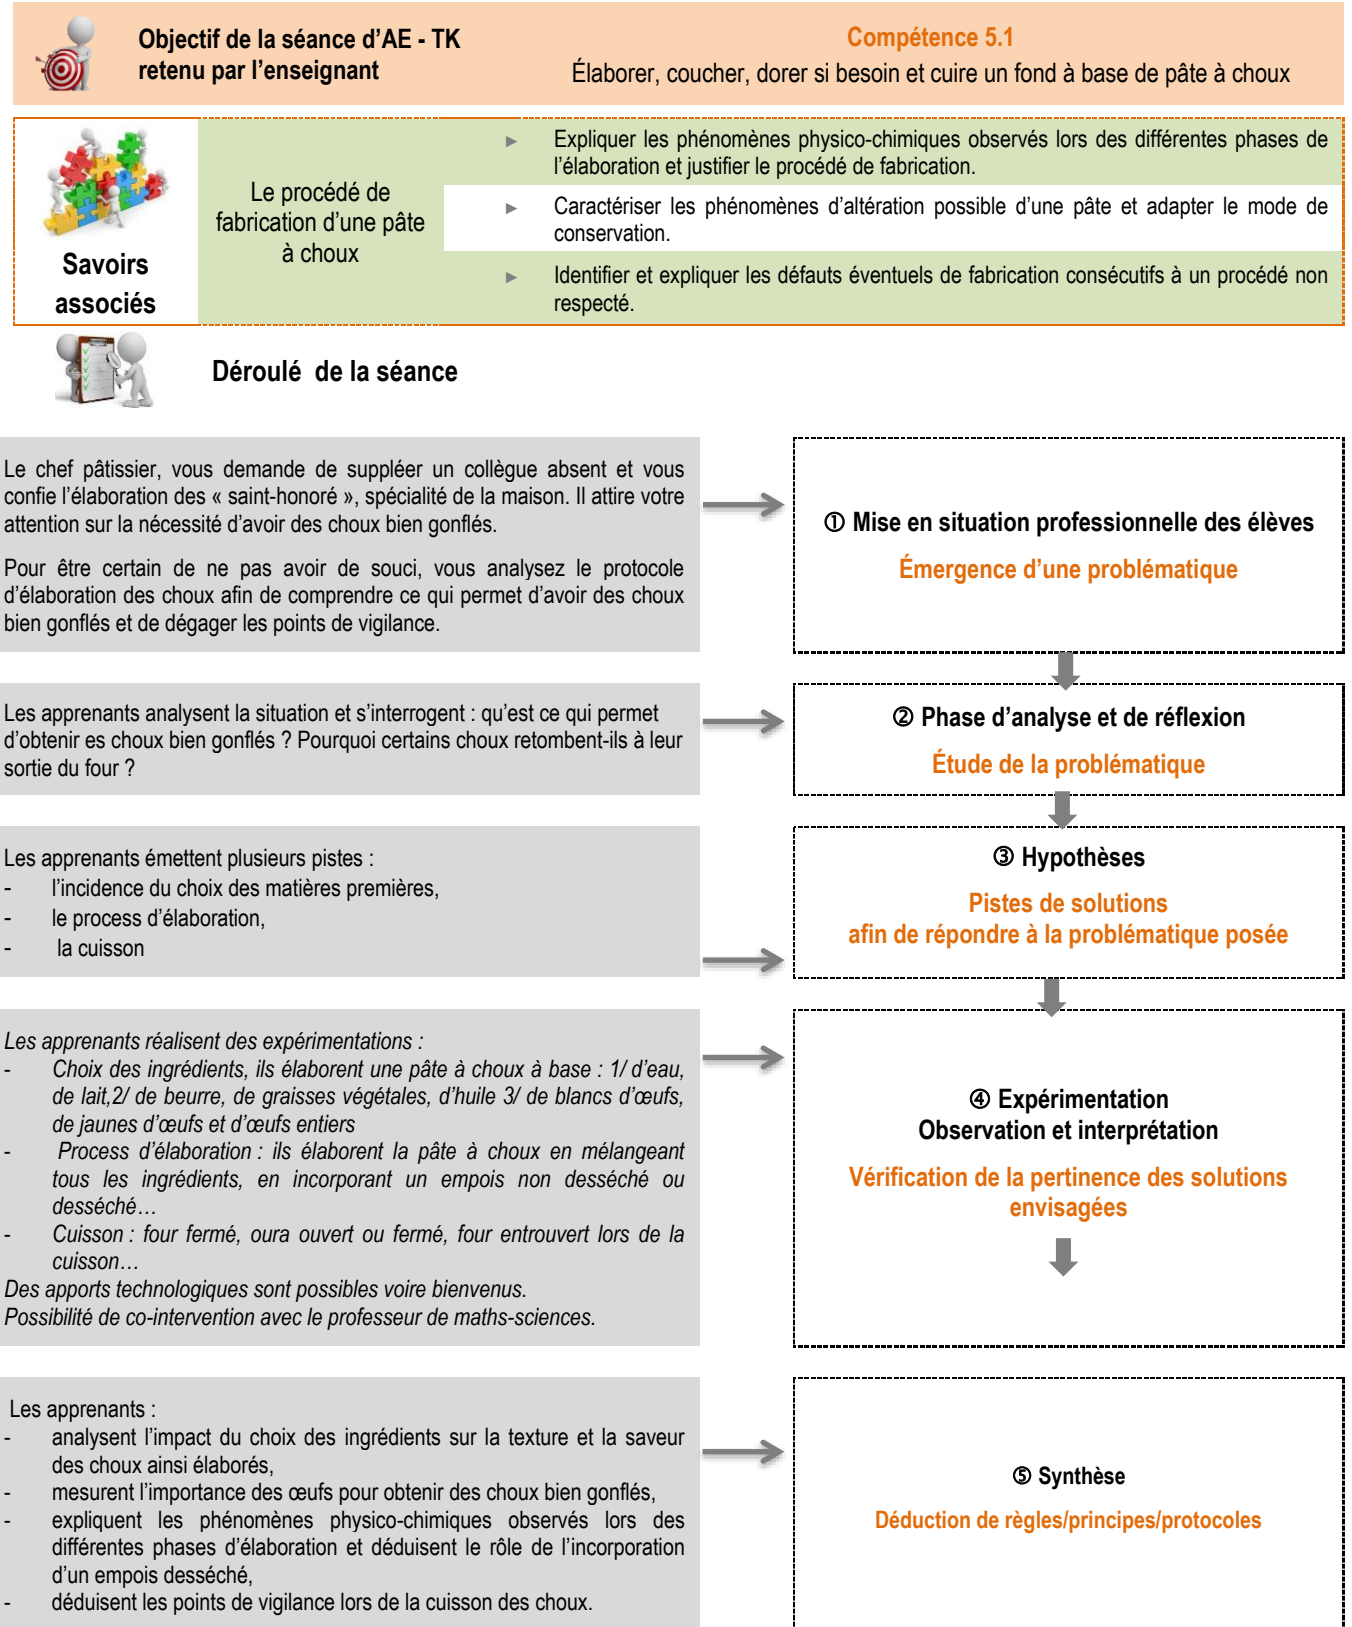 Objectif de la séance d’AE - TK
retenu par l’enseignant
Compétence 5.1
Élaborer, coucher, dorer si besoin et cuire un fond à base de pâte à choux
Savoirs
associés
Le procédé de
fabrication d’une pâte
à choux
► Expliquer les phénomènes physico-chimiques observés lors des différentes phases de
l’élaboration et justifier le procédé de fabrication.
► Caractériser les phénomènes d’altération possible d’une pâte et adapter le mode de
conservation.
► Identifier et expliquer les défauts éventuels de fabrication consécutifs à un procédé non
respecté.
Déroulé de la séance
Le chef pâtissier, vous demande de suppléer un collègue absent et vous
confie l’élaboration des « saint-honoré », spécialité de la maison. Il attire votre
attention sur la nécessité d’avoir des choux bien gonflés.
Pour être certain de ne pas avoir de souci, vous analysez le protocole
d’élaboration des choux afin de comprendre ce qui permet d’avoir des choux
bien gonflés et de dégager les points de vigilance.
① Mise en situation professionnelle des élèves
Émergence d’une problématique
Les apprenants analysent la situation et s’interrogent : qu’est ce qui permet
d’obtenir es choux bien gonflés ? Pourquoi certains choux retombent-ils à leur
sortie du four ?
② Phase d’analyse et de réflexion
Étude de la problématique
Les apprenants émettent plusieurs pistes :
- l’incidence du choix des matières premières,
- le process d’élaboration,
- la cuisson
③ Hypothèses
Pistes de solutions
afin de répondre à la problématique posée
Les apprenants réalisent des expérimentations :
- Choix des ingrédients, ils élaborent une pâte à choux à base : 1/ d’eau,
de lait,2/ de beurre, de graisses végétales, d’huile 3/ de blancs d’œufs,
de jaunes d’œufs et d’œufs entiers
- Process d’élaboration : ils élaborent la pâte à choux en mélangeant
tous les ingrédients, en incorporant un empois non desséché ou
desséché…
- Cuisson : four fermé, oura ouvert ou fermé, four entrouvert lors de la
cuisson…
Des apports technologiques sont possibles voire bienvenus.
Possibilité de co-intervention avec le professeur de maths-sciences.
④ Expérimentation
Observation et interprétation
Vérification de la pertinence des solutions
envisagées
Les apprenants :
- analysent l’impact du choix des ingrédients sur la texture et la saveur
des choux ainsi élaborés,
- mesurent l’importance des œufs pour obtenir des choux bien gonflés,
- expliquent les phénomènes physico-chimiques observés lors des
différentes phases d’élaboration et déduisent le rôle de l’incorporation
d’un empois desséché,
- déduisent les points de vigilance lors de la cuisson des choux.
⑤ Synthèse
Déduction de règles/principes/protocoles